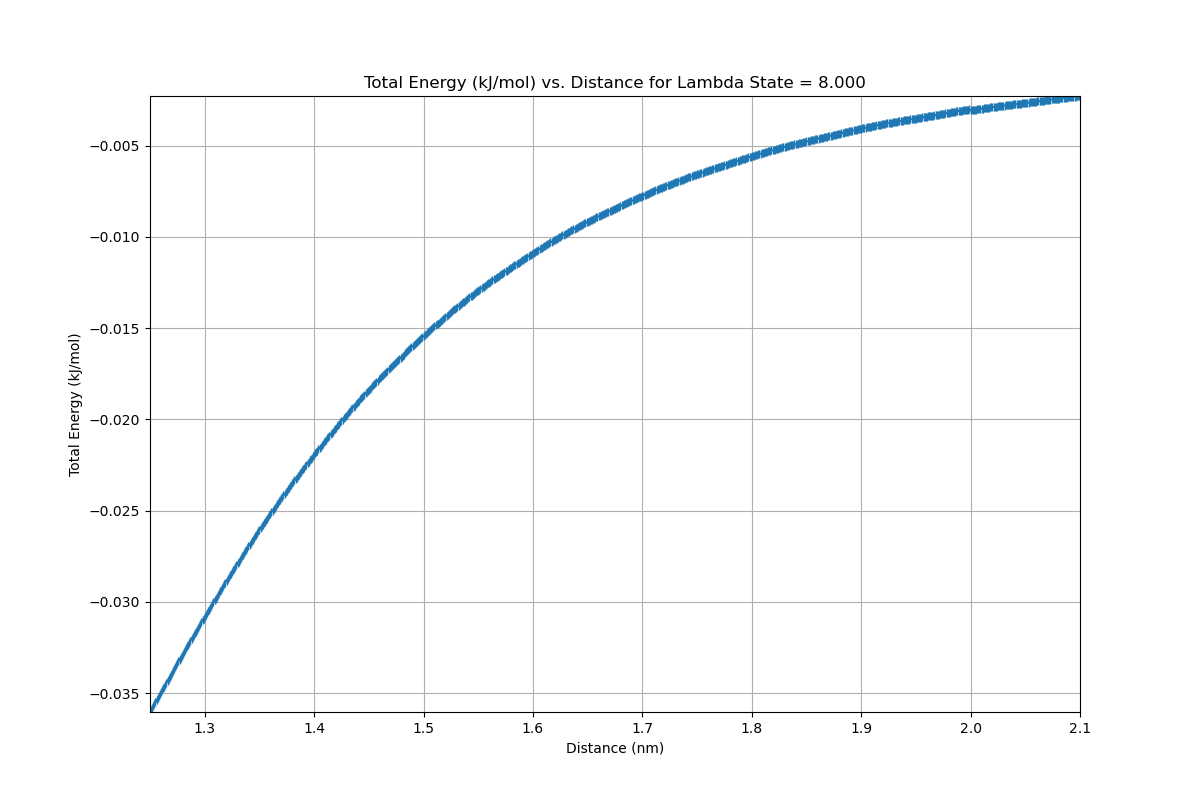 Total Energy (kJ/mol) vs. Distance for Lambda State = 8.000
−0.005
−0.010
−0.015
−0.020
−0.025
−0.030
−0.035
Total Energy (kJ/mol)
1.3 1.4 1.5 1.6 1.7 1.8 1.9 2.0 2.1
Distance (nm)